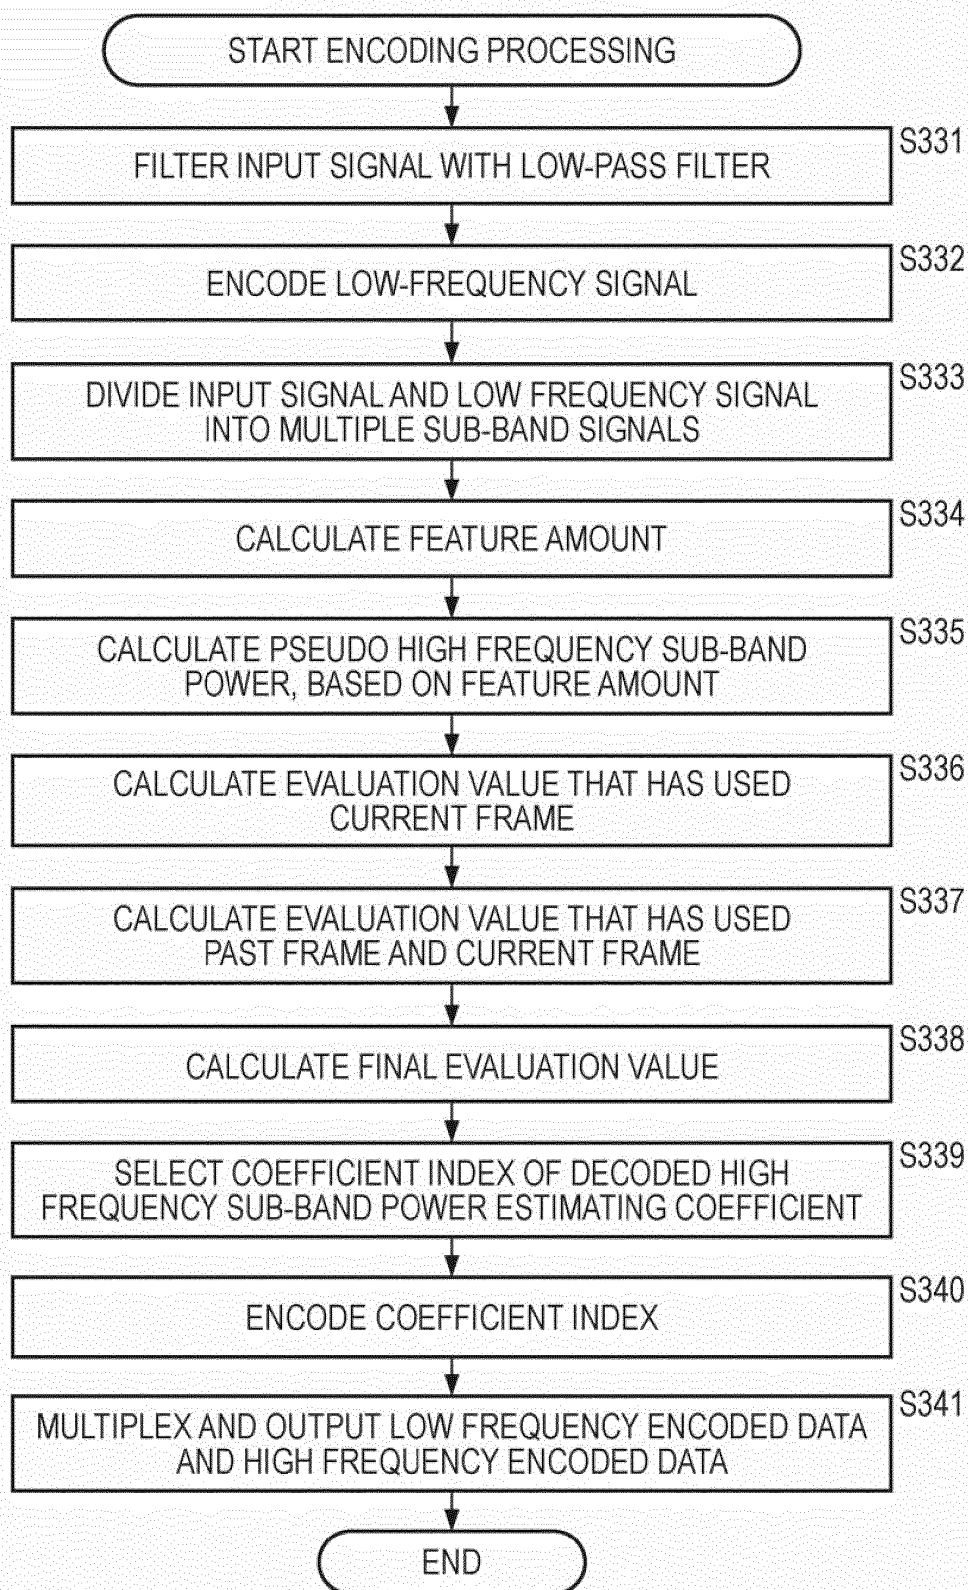 START ENCODING PROCESSING
S331
FILTER INPUT SIGNAL WITH LOW-PASS FILTER
S332
ENCODE LOW-FREQUENCY SIGNAL
S333
DIVIDE INPUT SIGNAL AND LOW FREQUENCY SIGNAL
INTO MULTIPLE SUB-BAND SIGNALS
S334
CALCULATE FEATURE AMOUNT
S335
CALCULATE PSEUDO HIGH FREQUENCY SUB-BAND
POWER, BASED ON FEATURE AMOUNT
S336
CALCULATE EVALUATION VALUE THAT HAS USED
CURRENT FRAME
S337
CALCULATE EVALUATION VALUE THAT HAS USED
PAST FRAME AND CURRENT FRAME
S338
CALCULATE FINAL EVALUATION VALUE
S339
SELECT COEFFICIENT INDEX OF DECODED HIGH
FREQUENCY SUB-BAND POWER ESTIMATING COEFFICIENT
S340
ENCODE COEFFICIENT INDEX
S341
MULTIPLEX AND OUTPUT LOW FREQUENCY ENCODED DATA
AND HIGH FREQUENCY ENCODED DATA
END